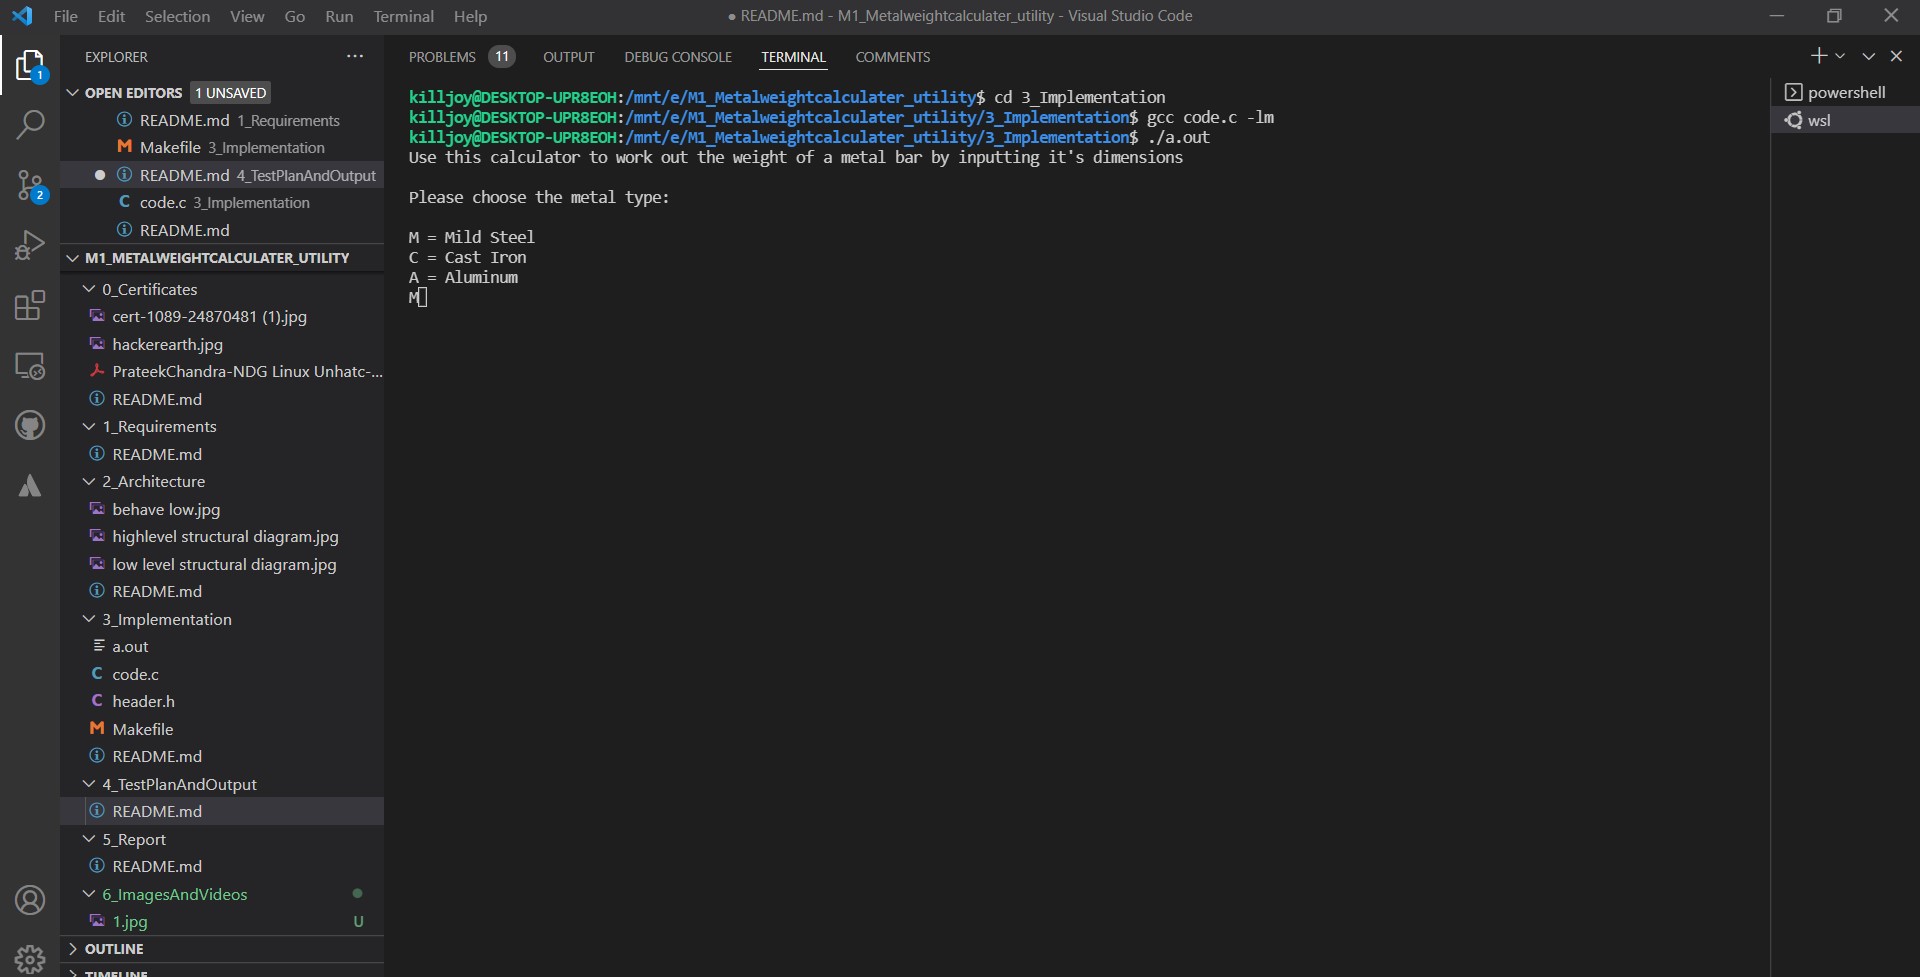 File Edit Selection View Go Run Terminal Help
● README.md - M1_Metalweightcalculater_utility - Visual Studio Code
1
2
EXPLORER
OPEN EDITORS 1 UNSAVED
README.md 1_Requirements
Makefile 3_Implementation
README.md 4_TestPlanAndOutput
code.c 3_Implementation
README.md
M1_METALWEIGHTCALCULATER_UTILITY
0_Certificates
cert-1089-24870481 (1).jpg
hackerearth.jpg
PrateekChandra-NDG Linux Unhatc-...
README.md
1_Requirements
README.md
2_Architecture
behave low.jpg
highlevel structural diagram.jpg
low level structural diagram.jpg
README.md
3_Implementation
a.out
code.c
header.h
Makefile
README.md
4_TestPlanAndOutput
README.md
5_Report
README.md
6_ImagesAndVideos
1.jpg U
OUTLINE
TIMELINE
PROBLEMS 11 OUTPUT DEBUG CONSOLE TERMINAL COMMENTS
killjoy@DESKTOP-UPR8EOH:/mnt/e/M1_Metalweightcalculater_utility$ cd 3_Implementation
killjoy@DESKTOP-UPR8EOH:/mnt/e/M1_Metalweightcalculater_utility/3_Implementation$ gcc code.c -lm
killjoy@DESKTOP-UPR8EOH:/mnt/e/M1_Metalweightcalculater_utility/3_Implementation$ ./a.out
Use this calculator to work out the weight of a metal bar by inputting it's dimensions
Please choose the metal type:
M = Mild Steel
C = Cast Iron
A = Aluminum
M
powershell
wsl